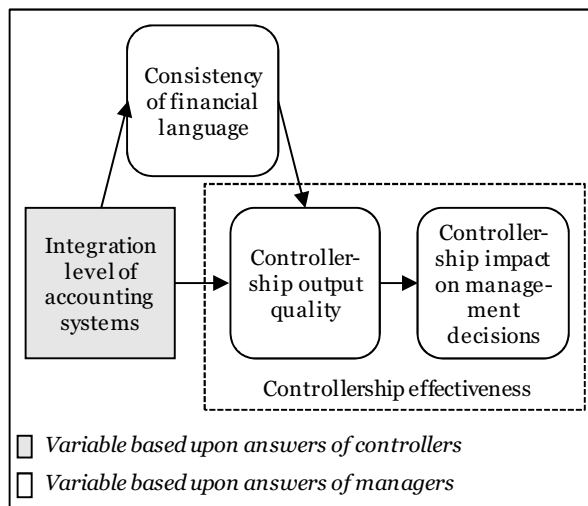 Consistency
of financial
language
Integration
level of
accounting
systems
Controller-
ship output
quality
Controller-
ship impact
on manage-
ment
decisions
Controllership effectiveness
Variable based upon answers of controllers
Variable based upon answers of managers